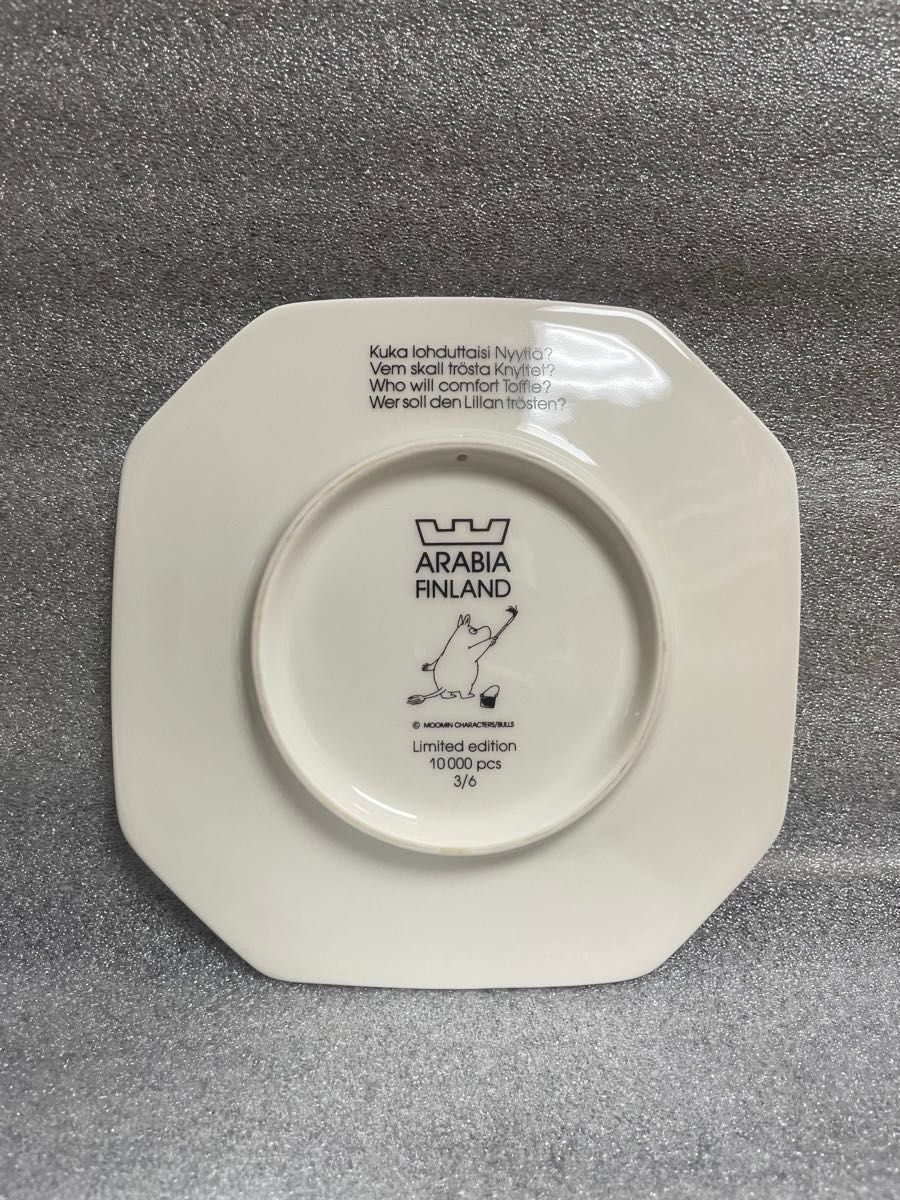 Kuka lohduttaisi Nyytiä?
Vem skall trösta Knyttet?
Who will comfort Toffle?
Wer soll den Lillan trösten?
ARABIA
FINLAND
© MOOMIN CHARACTERS/BULLS
Limited edition
10 000 pcs
3/6